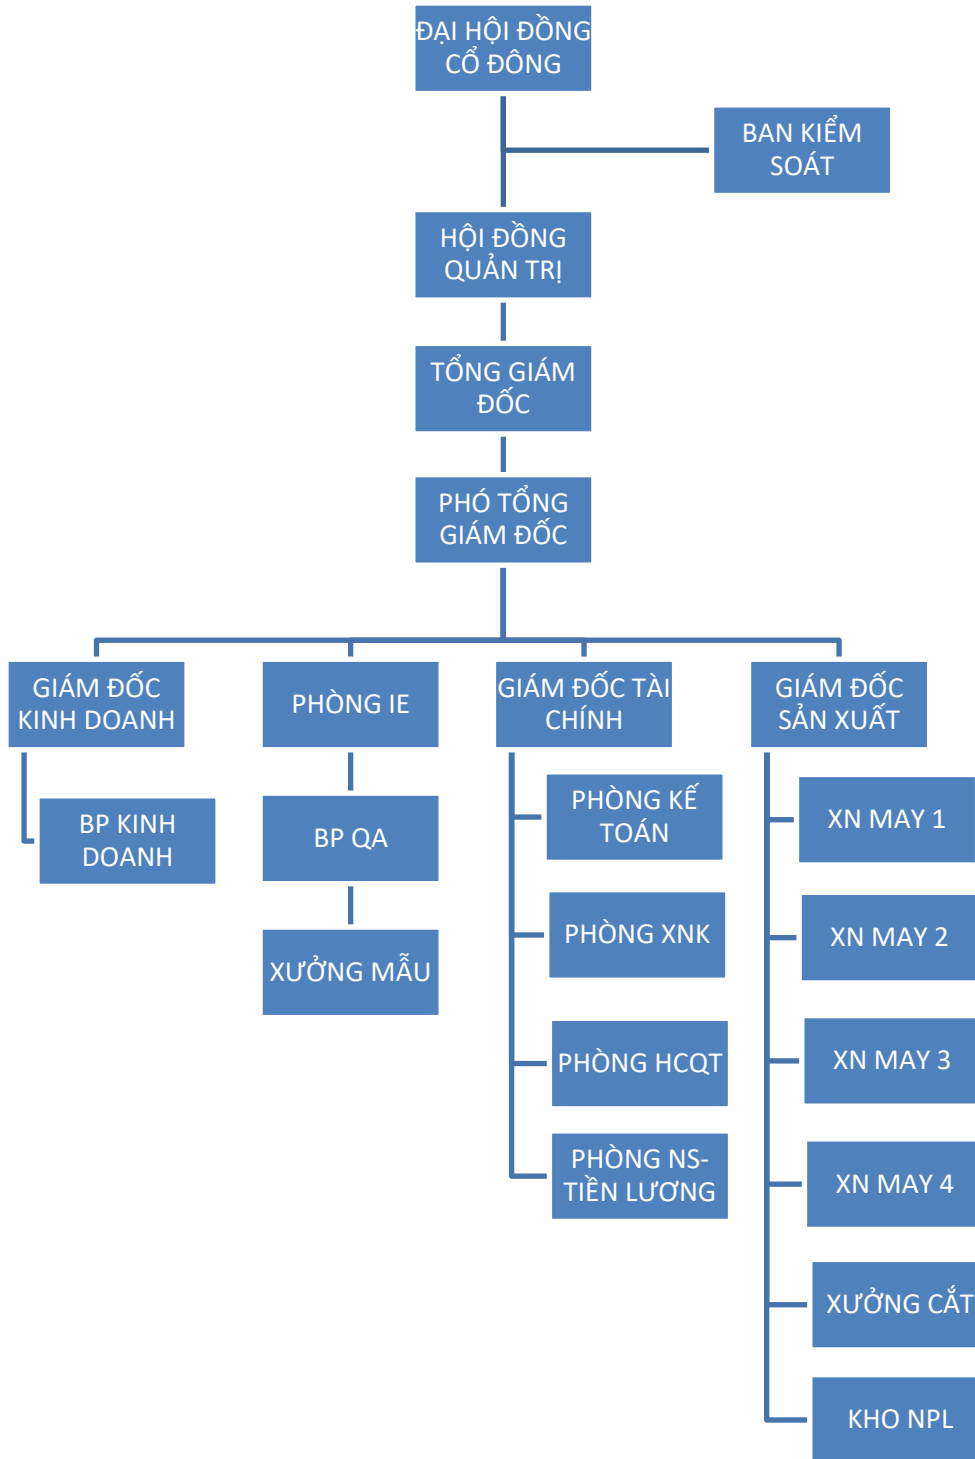 ĐẠI HỘI ĐỒNG
CỔ ĐÔNG
BAN KIỂM
SOÁT
HỘI ĐỒNG
QUẢN TRỊ
TỔNG GIÁM
ĐỐC
PHÓ TỔNG
GIÁM ĐỐC
GIÁM ĐỐC
KINH DOANH
PHÒNG IE
GIÁM ĐỐC TÀI
CHÍNH
GIÁM ĐỐC
SẢN XUẤT
BP KINH
DOANH
BP QA
XƯỞNG MẪU
PHÒNG KẾ
TOÁN
PHÒNG XNK
PHÒNG HCQT
PHÒNG NS-
TIỀN LƯƠNG
XN MAY 1
XN MAY 2
XN MAY 3
XN MAY 4
XƯỞNG CẮT
KHO NPL